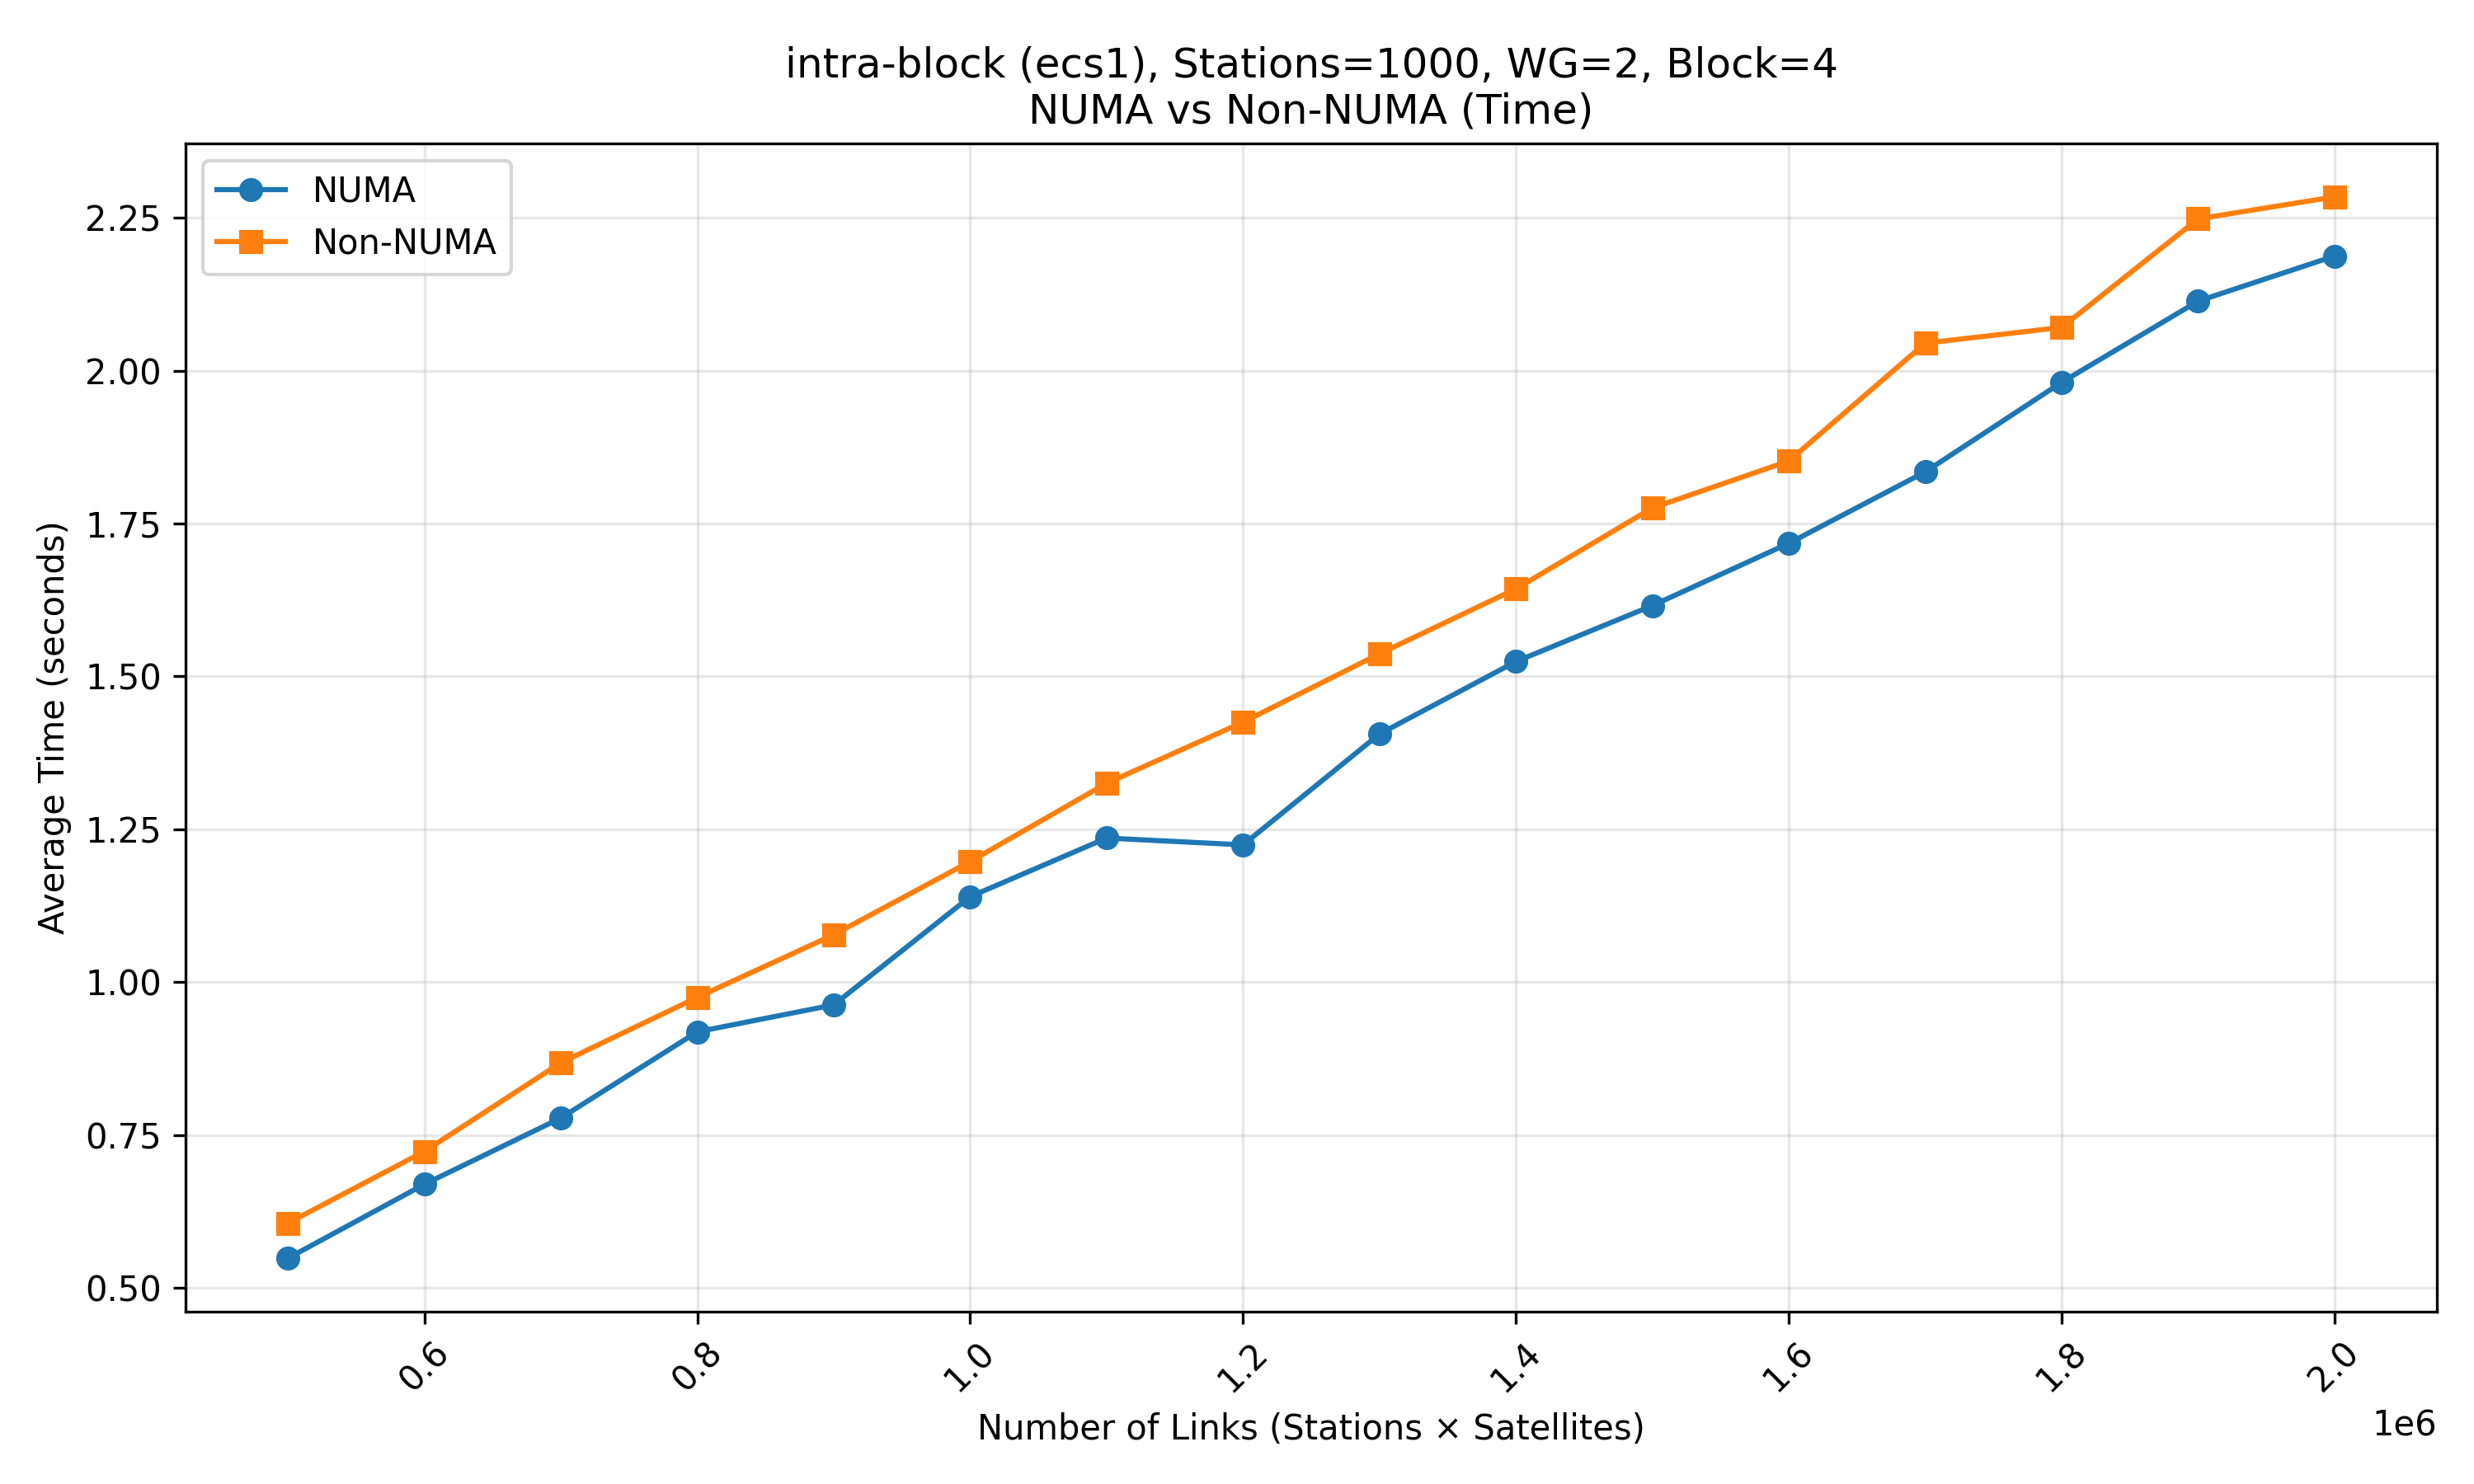 intra-block (ecs1), Stations=1000, WG=2, Block=4
NUMA vs Non-NUMA (Time)
NUMA
Non-NUMA
Average Time (seconds)
2.25
2.00
1.75
1.50
1.25
1.00
0.75
0.50
0.6
0.8
1.0
1.2
1.4
1.6
1.8
2.0
1e6
Number of Links (Stations × Satellites)